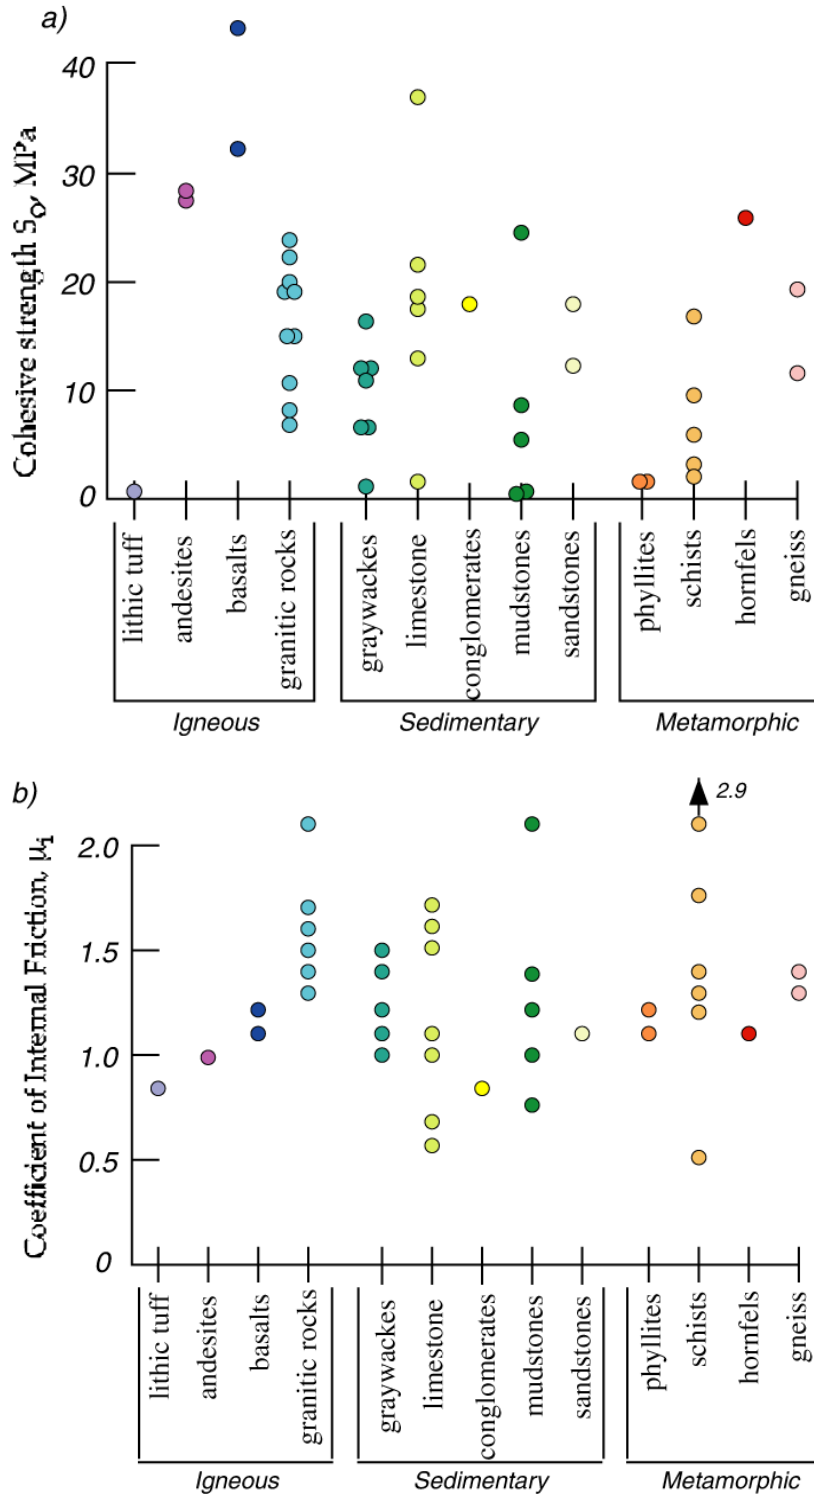 a)
Cohesive strength So, MPa
40
30
20
10
0
lithic tuff
andesites
basalts
granitic rocks
graywackes
limestone
conglomerates
mudstones
sandstones
phyllites
schists
hornfels
gneiss
Igneous
Sedimentary
Metamorphic
b)
2.9
Coefficient of Internal Friction, μi
2.0
1.5
1.0
0.5
0
lithic tuff
andesites
basalts
granitic rocks
graywackes
limestone
conglomerates
mudstones
sandstones
phyllites
schists
hornfels
gneiss
Igneous
Sedimentary
Metamorphic